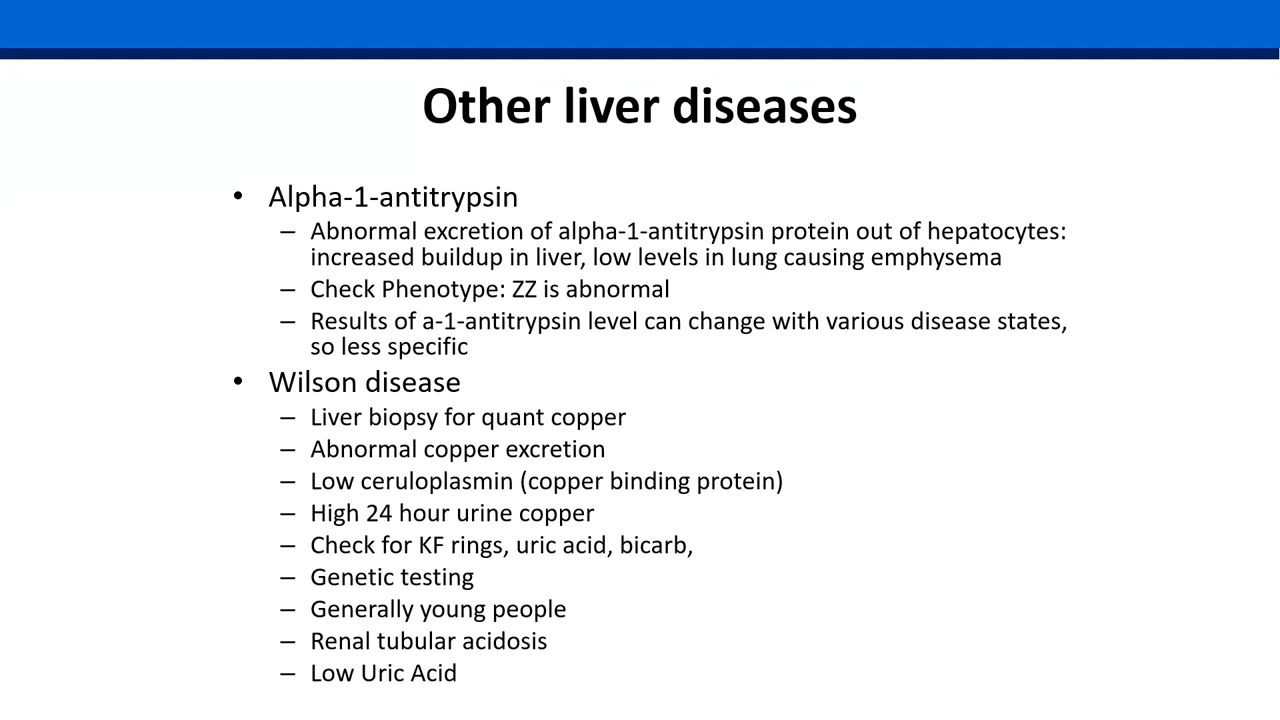 Other liver diseases
• Alpha-1-antitrypsin
– Abnormal excretion of alpha-1-antitrypsin protein out of hepatocytes:
increased buildup in liver, low levels in lung causing emphysema
– Check Phenotype: ZZ is abnormal
– Results of a-1-antitrypsin level can change with various disease states,
so less specific
• Wilson disease
– Liver biopsy for quant copper
– Abnormal copper excretion
– Low ceruloplasmin (copper binding protein)
– High 24 hour urine copper
– Check for KF rings, uric acid, bicarb,
– Genetic testing
– Generally young people
– Renal tubular acidosis
– Low Uric Acid